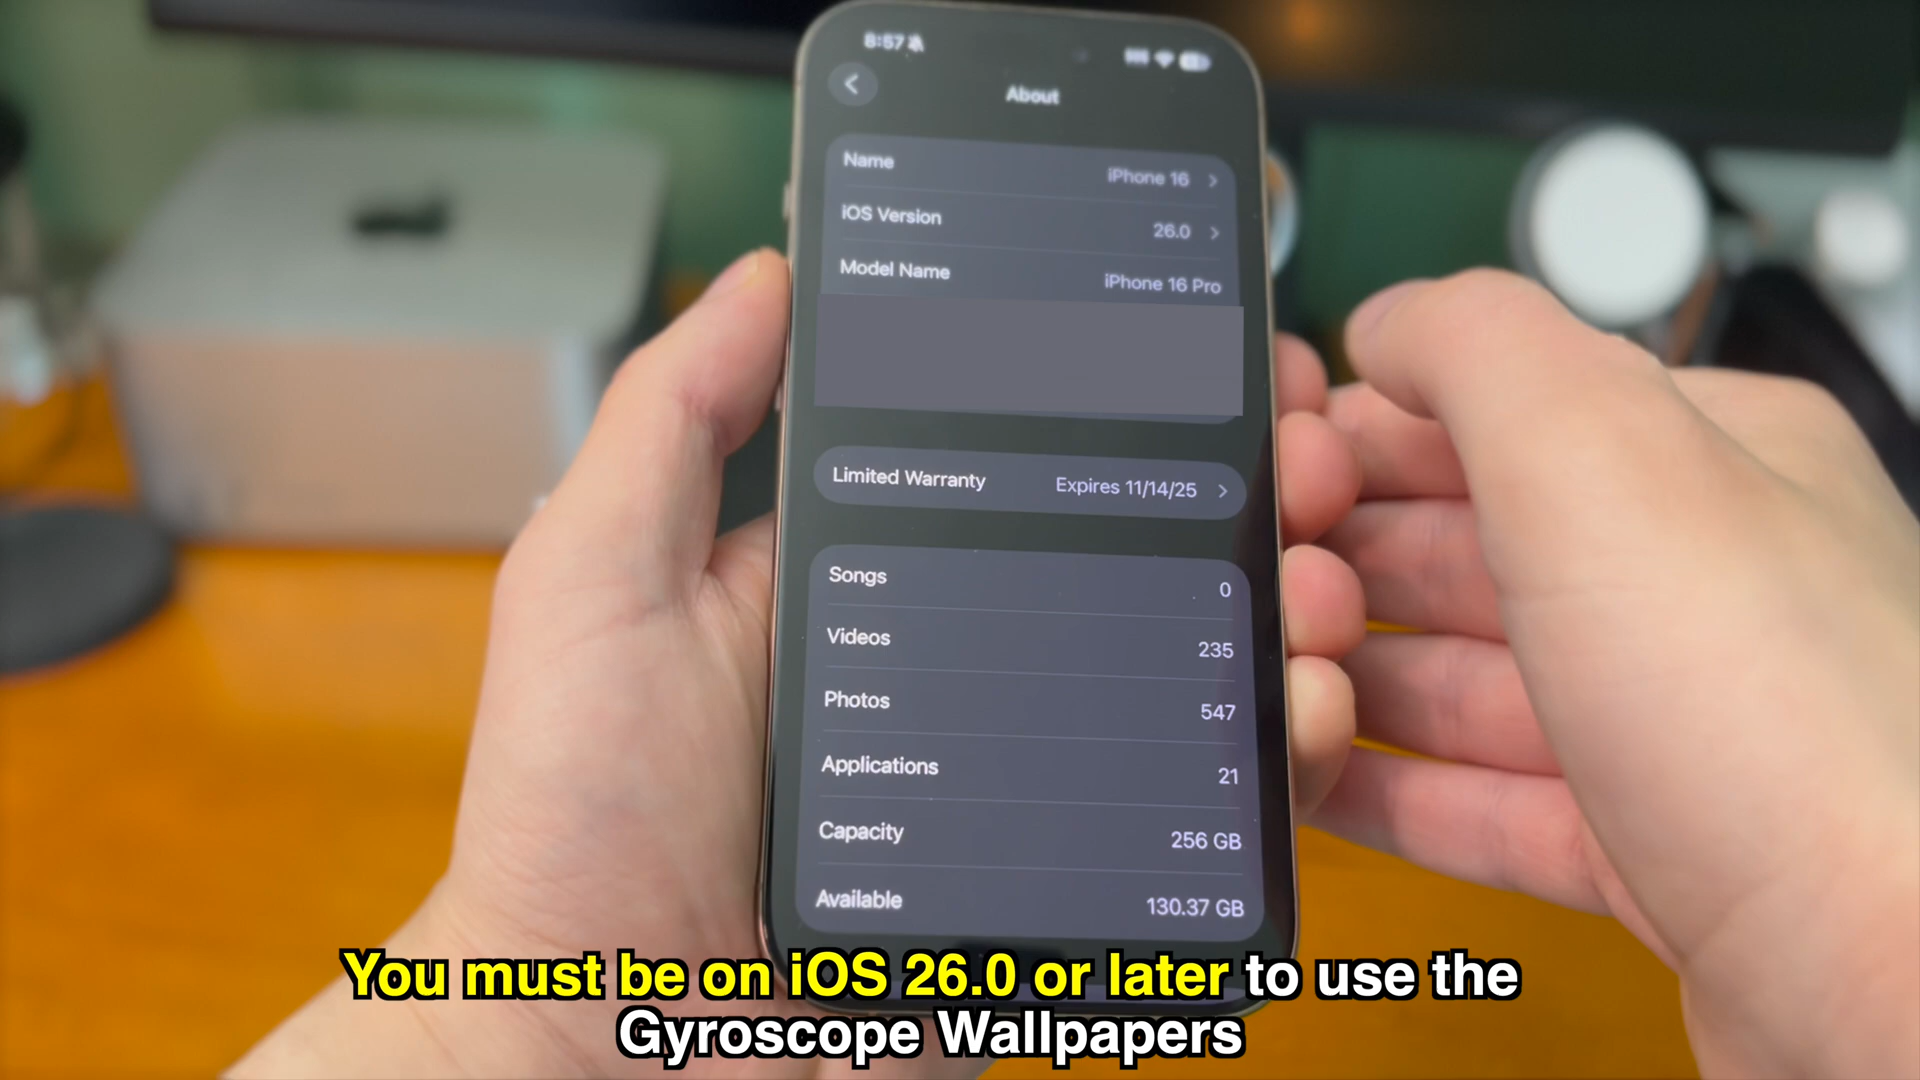 8:57
About
Name iPhone 16
iOS Version 26.0
Model Name iPhone 16 Pro
Limited Warranty Expires 11/14/25
Songs 0
Videos 235
Photos 547
Applications 21
Capacity 256 GB
Available 130.37 GB
You must be on iOS 26.0 or later to use the
Gyroscope Wallpapers